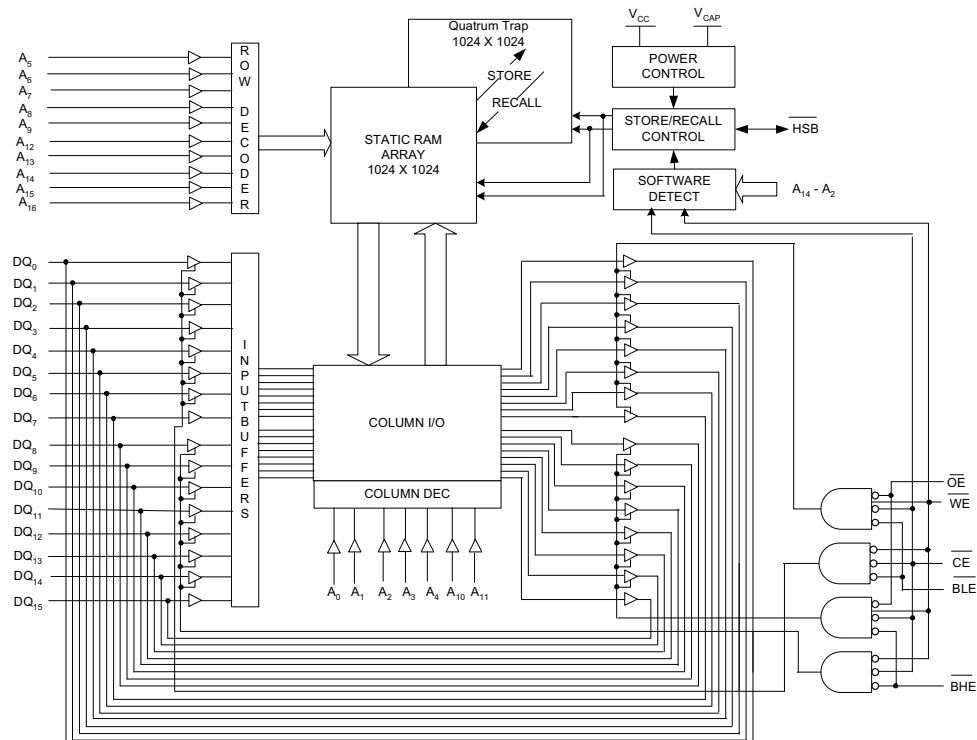 Quatrum Trap
1024 X 1024
STORE
RECALL
STATIC RAM
ARRAY
1024 X 1024
VCC
VCAP
POWER
CONTROL
STORE/RECALL
CONTROL
HSB
SOFTWARE
DETECT
A14 - A2
A5
A6
A7
A8
A9
A12
A13
A14
A15
A16
ROW DECODER
DQ0
DQ1
DQ2
DQ3
DQ4
DQ5
DQ6
DQ7
DQ8
DQ9
DQ10
DQ11
DQ12
DQ13
DQ14
DQ15
INPUTBUFFERS
COLUMN I/O
COLUMN DEC
A0 A1 A2 A3 A4 A10 A11
OE
WE
CE
BLE
BHE